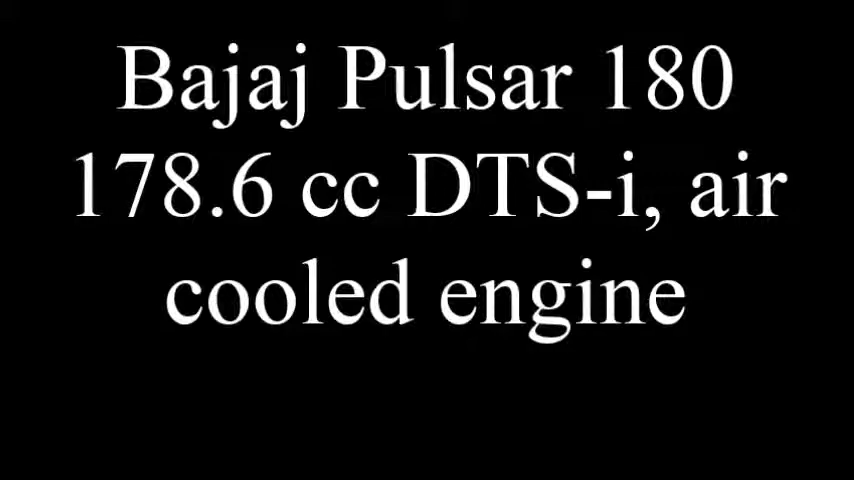 Bajaj Pulsar 180
178.6 cc DTS-i, air
cooled engine